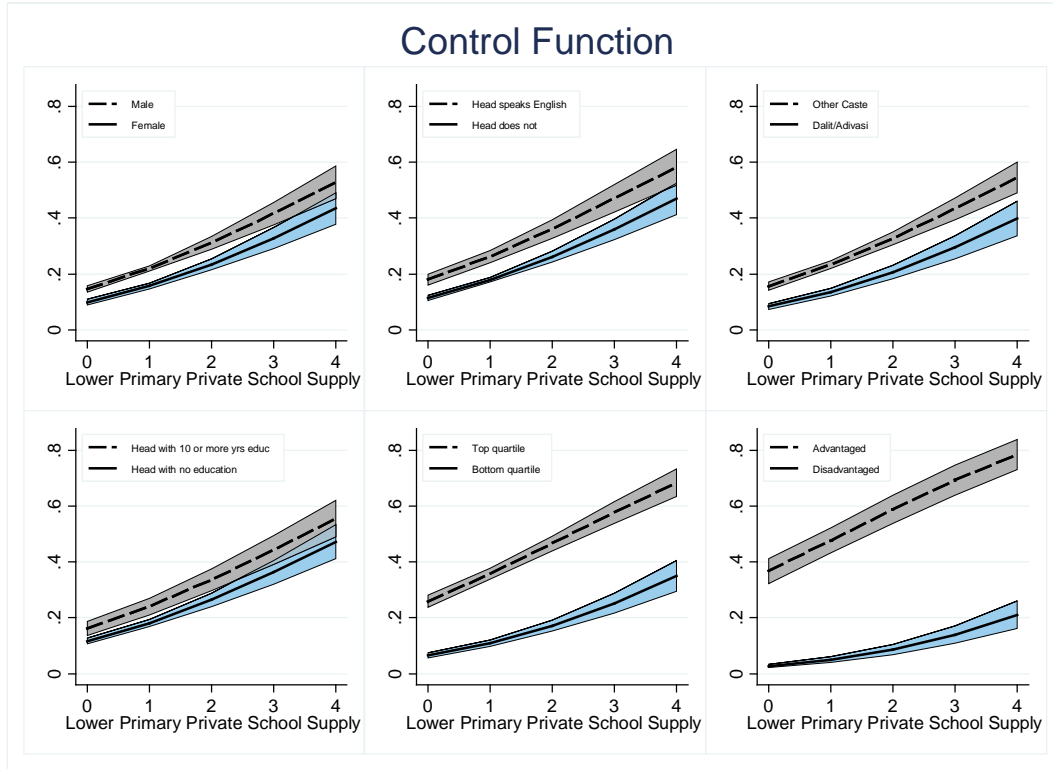 Control Function
Male
Female
0
.2
.4
.6
.8
0 1 2 3 4
Lower Primary Private School Supply
Head speaks English
Head does not
0
.2
.4
.6
.8
0 1 2 3 4
Lower Primary Private School Supply
Other Caste
Dalit/Adivasi
0
.2
.4
.6
.8
0 1 2 3 4
Lower Primary Private School Supply
Head with 10 or more yrs educ
Head with no education
0
.2
.4
.6
.8
0 1 2 3 4
Lower Primary Private School Supply
Top quartile
Bottom quartile
0
.2
.4
.6
.8
0 1 2 3 4
Lower Primary Private School Supply
Advantaged
Disadvantaged
0
.2
.4
.6
.8
0 1 2 3 4
Lower Primary Private School Supply